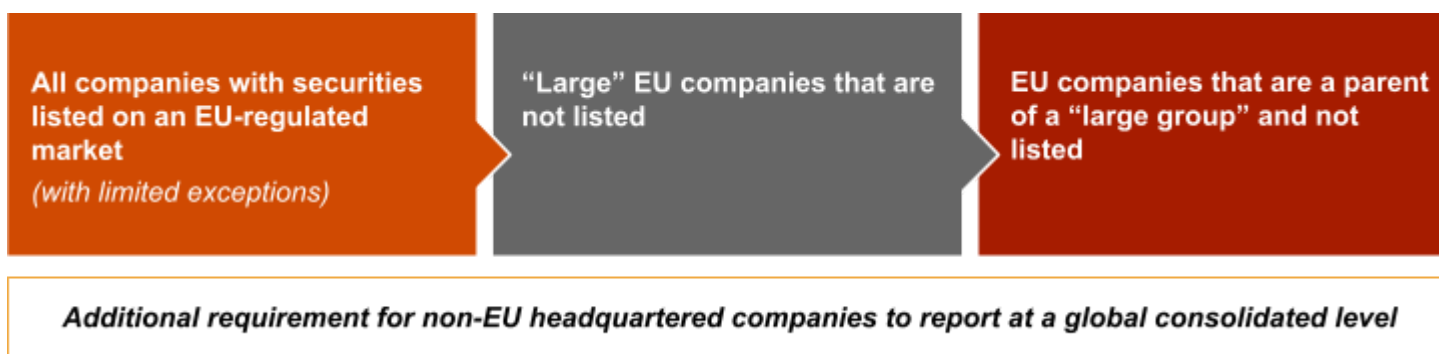 All companies with securities
listed on an EU-regulated
market
(with limited exceptions)
“Large” EU companies that are
not listed
EU companies that are a parent
of a “large group” and not
listed
Additional requirement for non-EU headquartered companies to report at a global consolidated level